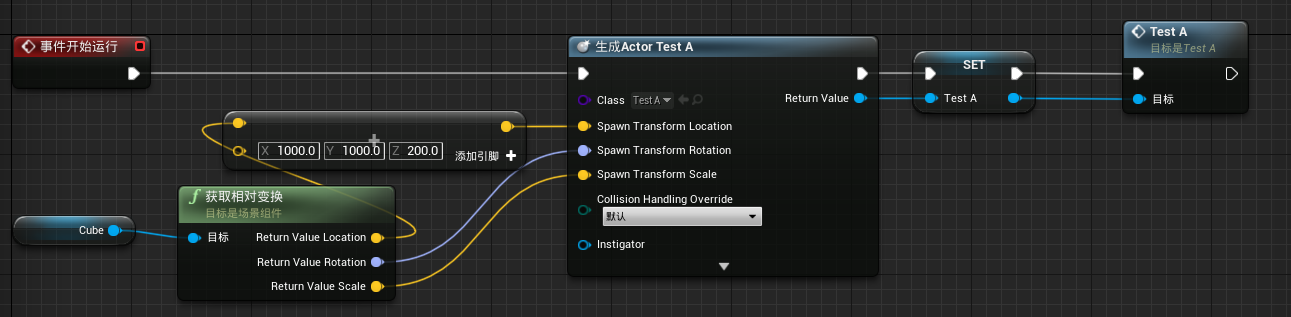 事件开始运行
生成Actor Test A
Class
Test A
Return Value
Spawn Transform Location
Spawn Transform Rotation
Spawn Transform Scale
Collision Handling Override
默认
Instigator
SET
Test A
Test A
目标是Test A
目标
X 1000.0 Y 1000.0 Z 200.0
添加引脚
获取相对变换
目标是场景组件
Cube
目标
Return Value Location
Return Value Rotation
Return Value Scale